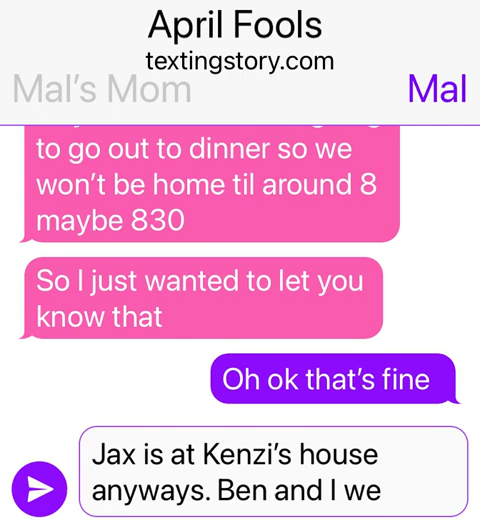 April Fools
textingstory.com
Mal's Mom
Mal
to go out to dinner so we
won't be home til around 8
maybe 830
So I just wanted to let you
know that
Oh ok that's fine
Jax is at Kenzi's house
anyways. Ben and I we